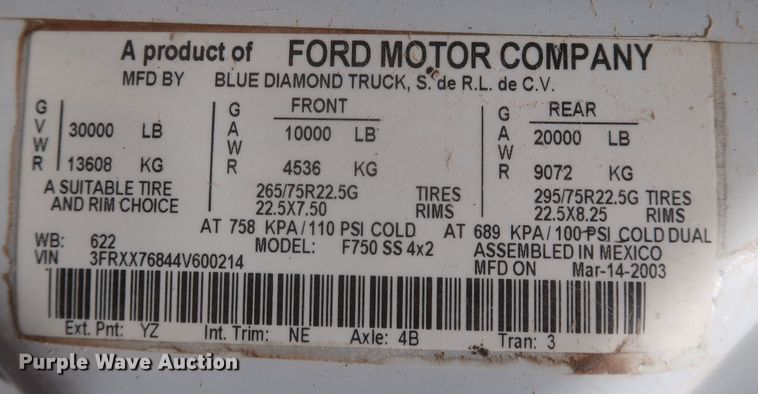 A product of FORD MOTOR COMPANY
MFD BY BLUE DIAMOND TRUCK, S. de R.L. de C.V.
GVWR 30000 LB
13608 KG
FRONT
GAWR 10000 LB
4536 KG
REAR
GAWR 20000 LB
9072 KG
A SUITABLE TIRE 265/75R22.5G TIRES 295/75R22.5G TIRES
AND RIM CHOICE 22.5X7.50 RIMS 22.5X8.25 RIMS
AT 758 KPA/110 PSI COLD AT 689 KPA/100 PSI COLD DUAL
WB: 622 MODEL: F750 SS 4x2 ASSEMBLED IN MEXICO
VIN 3FRXX76844V600214 MFD ON Mar-14-2003
Ext. Pnt: YZ Int. Trim: NE Axle: 4B Tran: 3
Purple Wave Auction